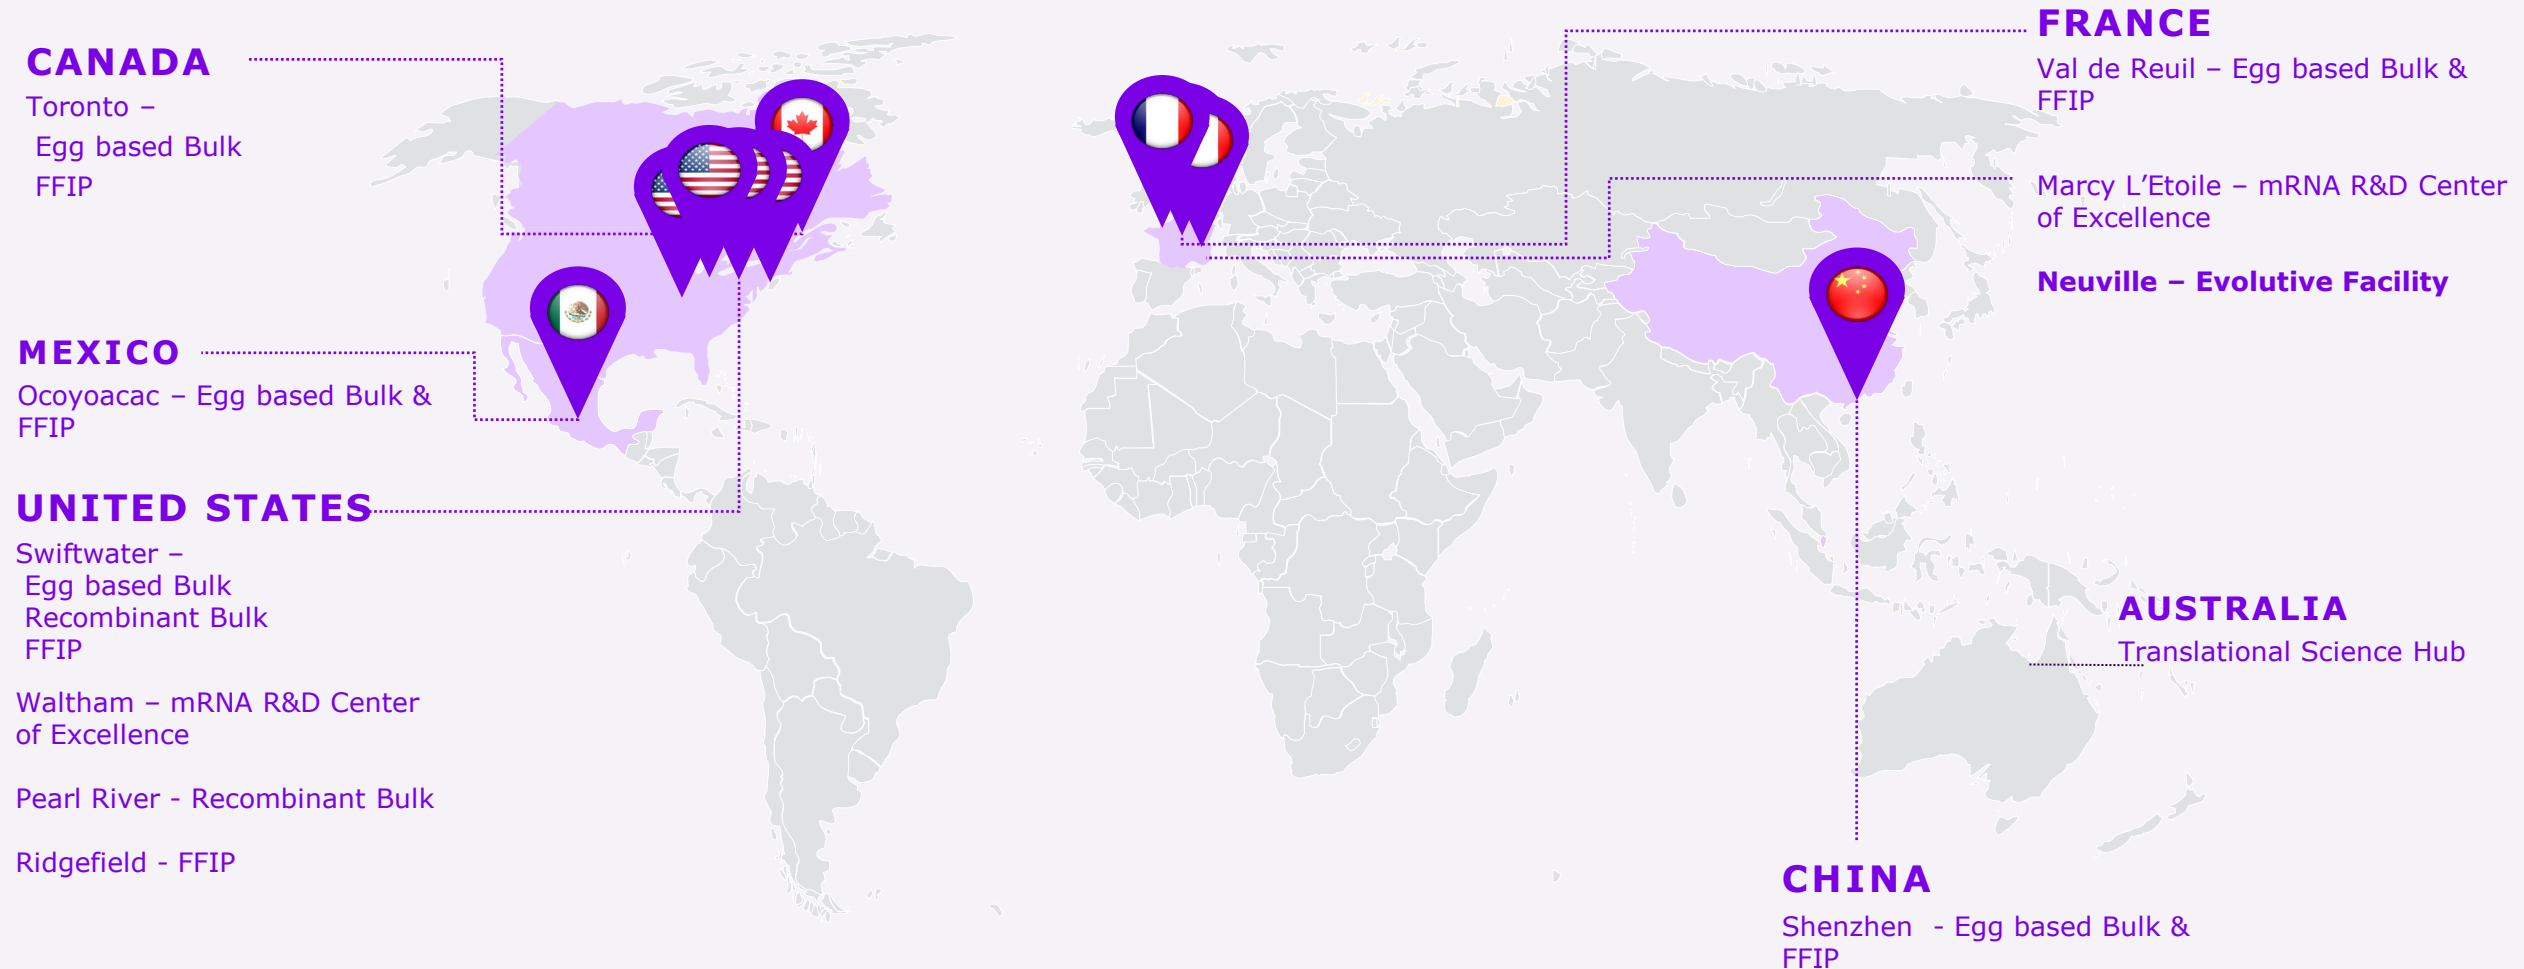 CANADA
Toronto –
Egg based Bulk
FFIP
MEXICO
Ocoyoacac – Egg based Bulk &
FFIP
UNITED STATES
Swiftwater –
Egg based Bulk
Recombinant Bulk
FFIP
Waltham – mRNA R&D Center
of Excellence
Pearl River - Recombinant Bulk
Ridgefield - FFIP
FRANCE
Val de Reuil – Egg based Bulk &
FFIP
Marcy L’Etoile – mRNA R&D Center
of Excellence
Neuville – Evolutive Facility
AUSTRALIA
Translational Science Hub
CHINA
Shenzhen - Egg based Bulk &
FFIP